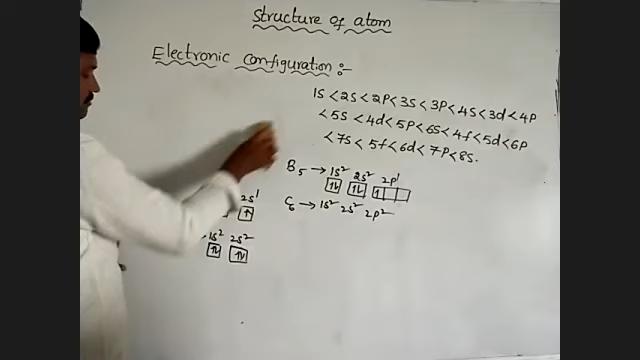 Structure of atom
Electronic configuration :-
1s < 2s < 2p < 3s < 3p < 4s < 3d < 4p
< 5s < 4d < 5p < 6s < 4f < 5d < 6p
< 7s < 5f < 6d < 7p < 8s.
B5 → 1s² 2s² 2p¹
↑↓ ↑↓ 1
C6 → 1s² 2s² 2p²
2s¹
↑
1s² 2s²
↑↓ ↑↓